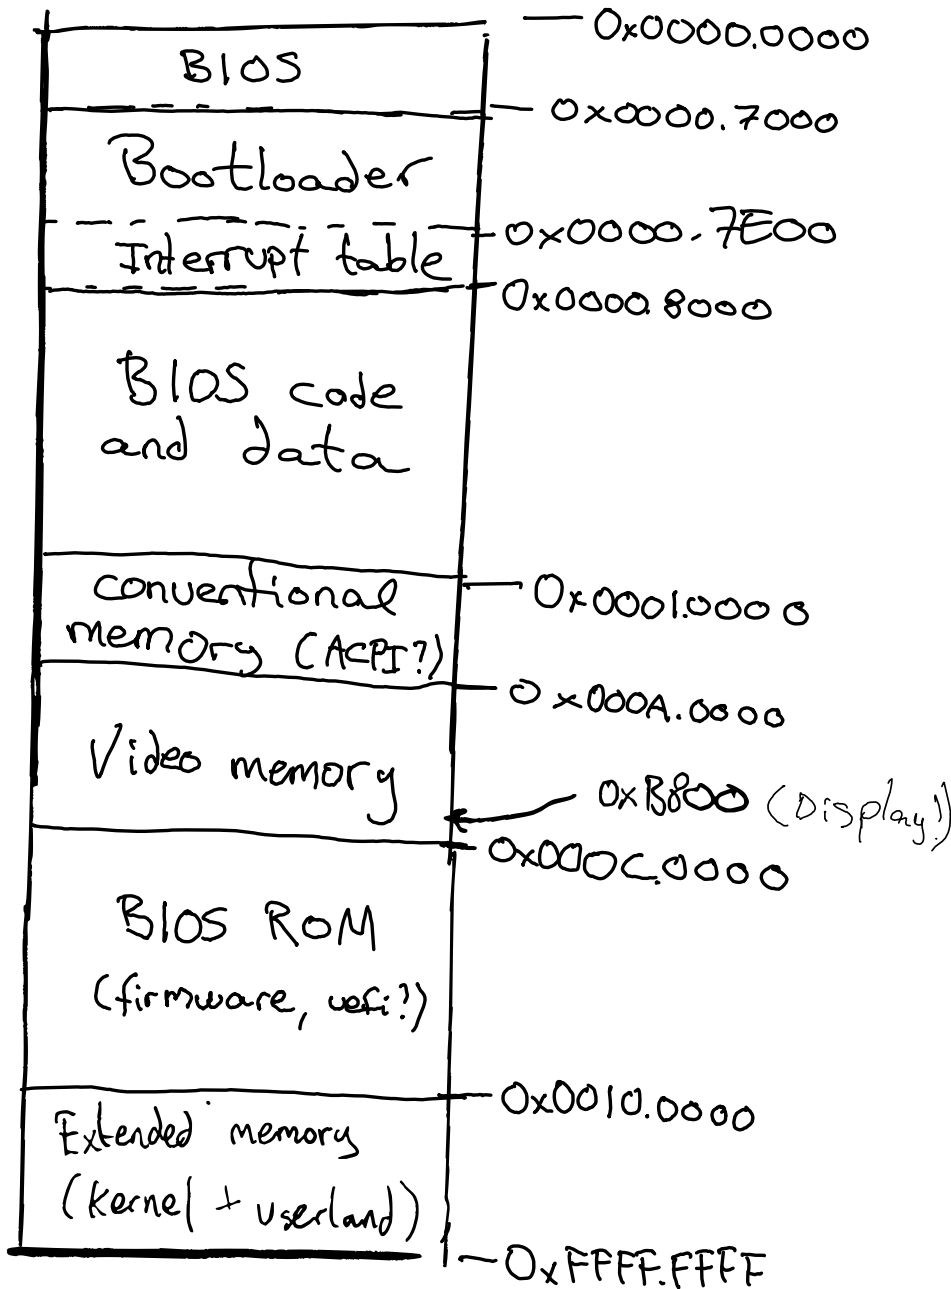 0x0000.0000
BIOS
0x0000.7000
Bootloader
0x0000.7E00
Interrupt table
0x0000.8000
BIOS code
and data
0x0001.0000
conventional
memory (ACPI?)
0x000A.0000
Video memory
0xB800 (Display!)
0x000C.0000
BIOS ROM
(firmware, uefi?)
0x0010.0000
Extended memory
(kernel + userland)
0xFFFF.FFFF